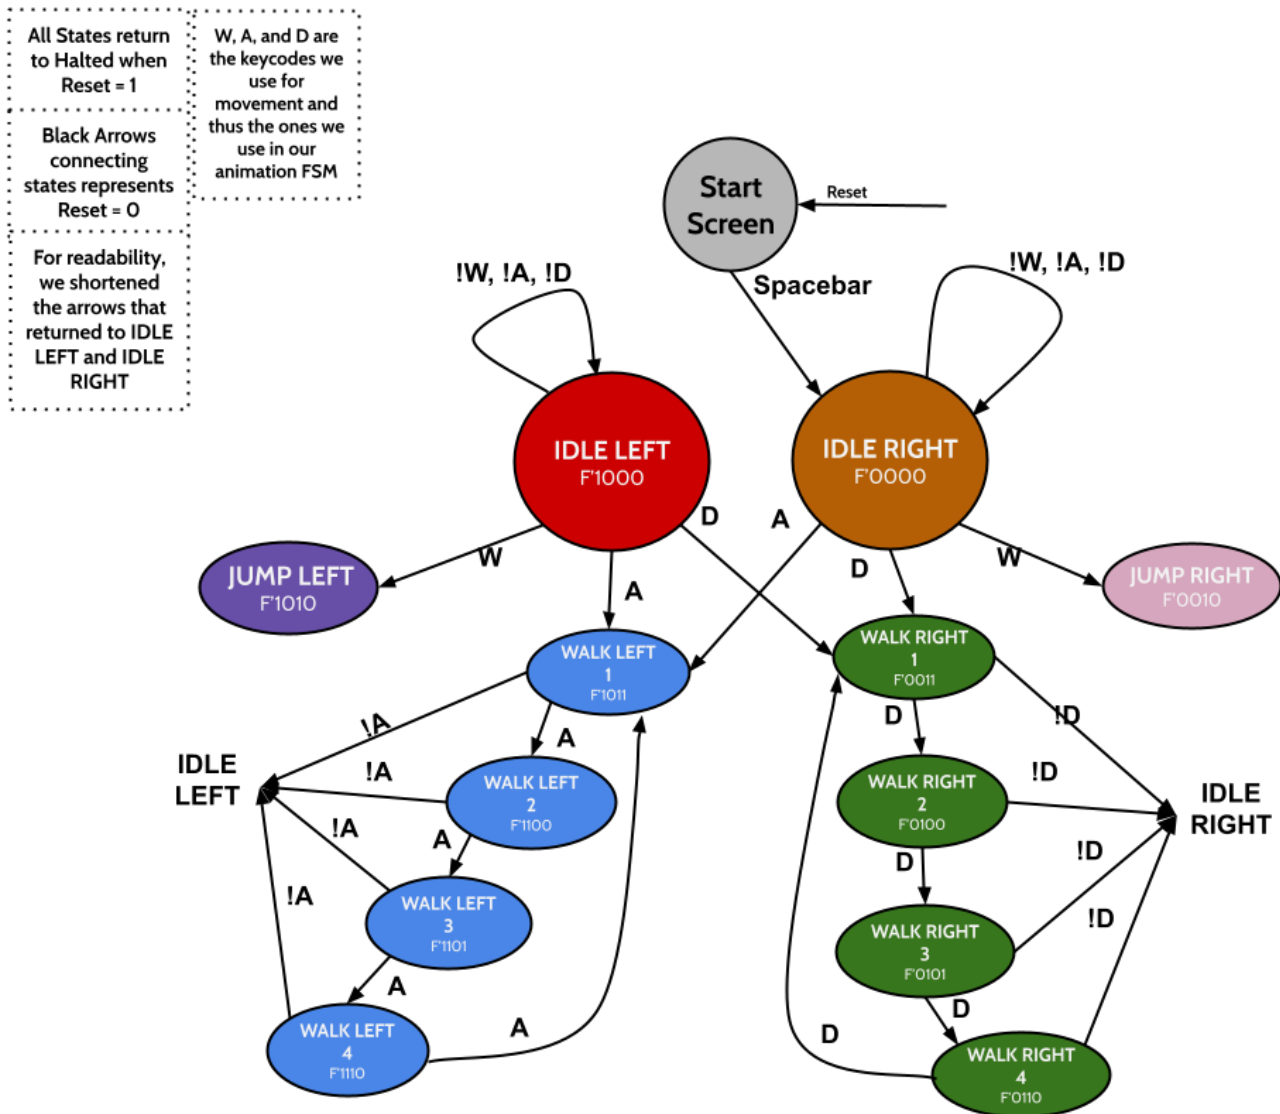 All States return
to Halted when
Reset = 1
Black Arrows
connecting
states represents
Reset = 0
For readability,
we shortened
the arrows that
returned to IDLE
LEFT and IDLE
RIGHT
W, A, and D are
the keycodes we
use for
movement and
thus the ones we
use in our
animation FSM
Start
Screen
Reset
Spacebar
!W, !A, !D
!W, !A, !D
IDLE LEFT
F'1000
IDLE RIGHT
F'0000
W
A
D
A
D
W
JUMP LEFT
F'1010
JUMP RIGHT
F'0010
WALK LEFT
1
F'1011
WALK RIGHT
1
F'0011
!A
A
D
!D
IDLE
LEFT
!A
WALK LEFT
2
F'1100
WALK RIGHT
2
F'0100
!D
IDLE
RIGHT
!A
A
D
!D
WALK LEFT
3
F'1101
WALK RIGHT
3
F'0101
!A
!D
A
D
WALK LEFT
4
F'1110
A
D
WALK RIGHT
4
F'0110